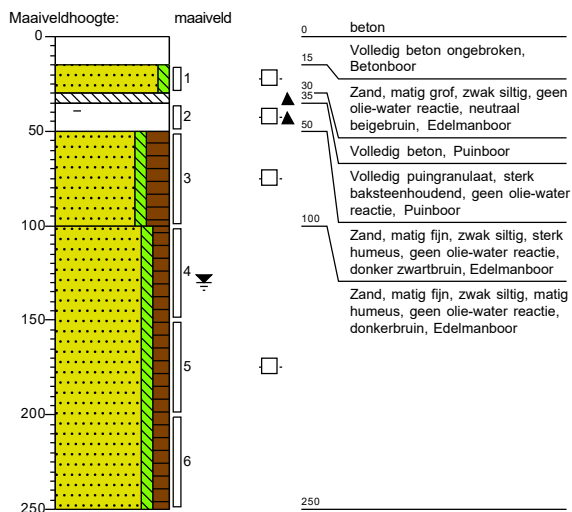 Maaiveldhoogte: maaiveld
0
50
100
150
200
250
1
2
3
4
5
6
0 beton
15 Volledig beton ongebroken,
Betonboor
30 Zand, matig grof, zwak siltig, geen
olie-water reactie, neutraal
beigebruin, Edelmanboor
35 Volledig beton, Puinboor
50 Volledig puingranulaat, sterk
baksteenhoudend, geen olie-water
reactie, Puinboor
100 Zand, matig fijn, zwak siltig, sterk
humeus, geen olie-water reactie,
donker zwartbruin, Edelmanboor
Zand, matig fijn, zwak siltig, matig
humeus, geen olie-water reactie,
donkerbruin, Edelmanboor
250